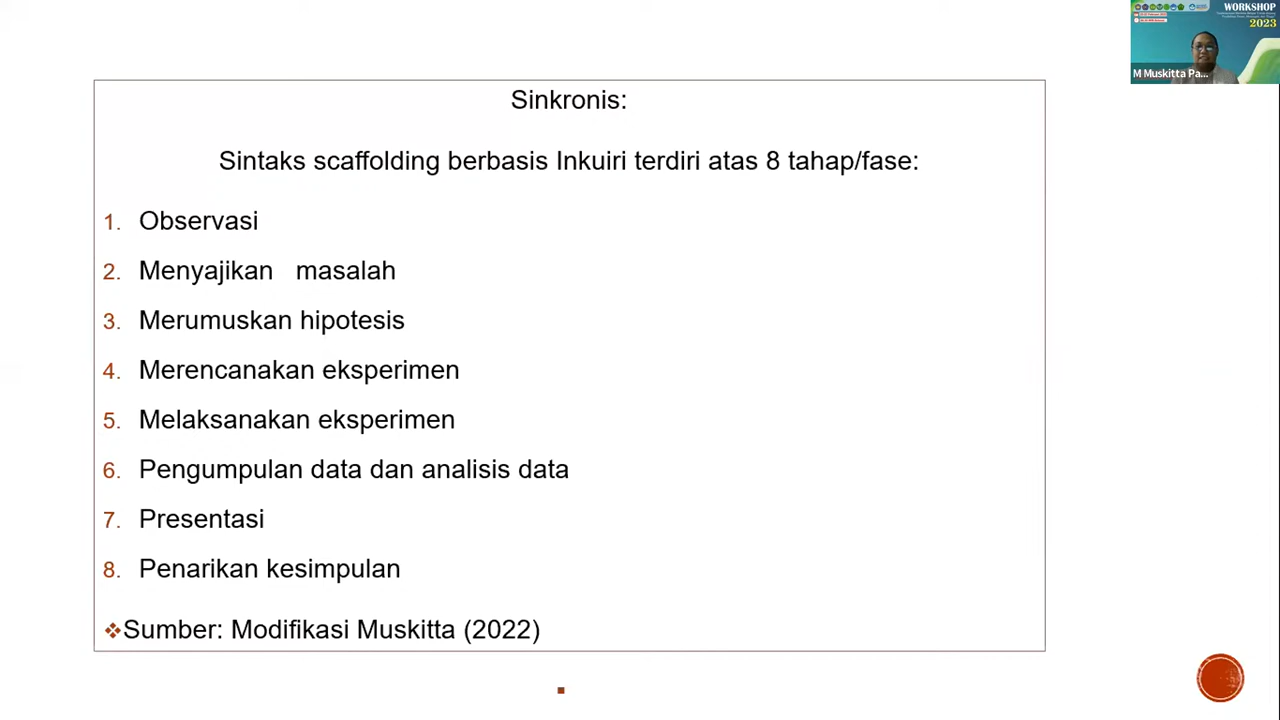 WORKSHOP
2023
M Muskitta Pa...
Sinkronis:
Sintaks scaffolding berbasis Inkuiri terdiri atas 8 tahap/fase:
1. Observasi
2. Menyajikan masalah
3. Merumuskan hipotesis
4. Merencanakan eksperimen
5. Melaksanakan eksperimen
6. Pengumpulan data dan analisis data
7. Presentasi
8. Penarikan kesimpulan
❖Sumber: Modifikasi Muskitta (2022)